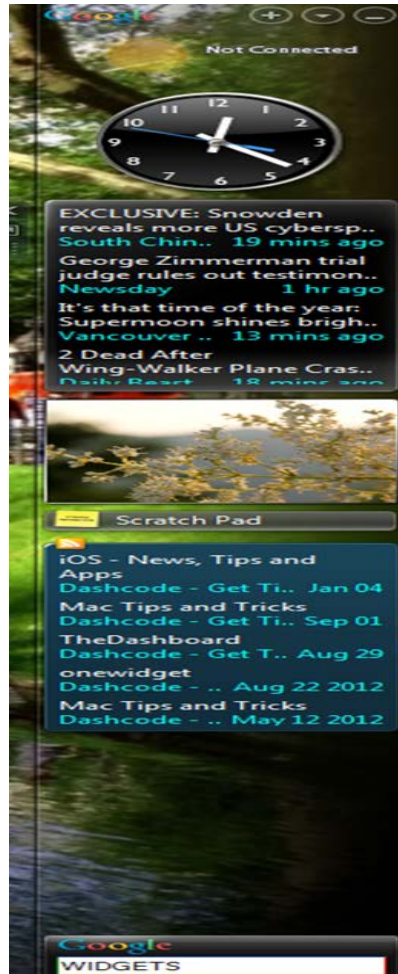 Google
Not Connected
12
1
2
3
4
5
6
7
8
9
10
11
EXCLUSIVE: Snowden
reveals more US cybersp..
South Chin.. 19 mins ago
George Zimmerman trial
judge rules out testimon..
Newsday 1 hr ago
It's that time of the year:
Supermoon shines brigh..
Vancouver .. 13 mins ago
2 Dead After
Wing-Walker Plane Cras..
Daily Beast 18 mins ago
Scratch Pad
iOS - News, Tips and
Apps
Dashcode - Get Ti.. Jan 04
Mac Tips and Tricks
Dashcode - Get Ti.. Sep 01
TheDashboard
Dashcode - Get T.. Aug 29
onewidget
Dashcode - .. Aug 22 2012
Mac Tips and Tricks
Dashcode - .. May 12 2012
Google
WIDGETS